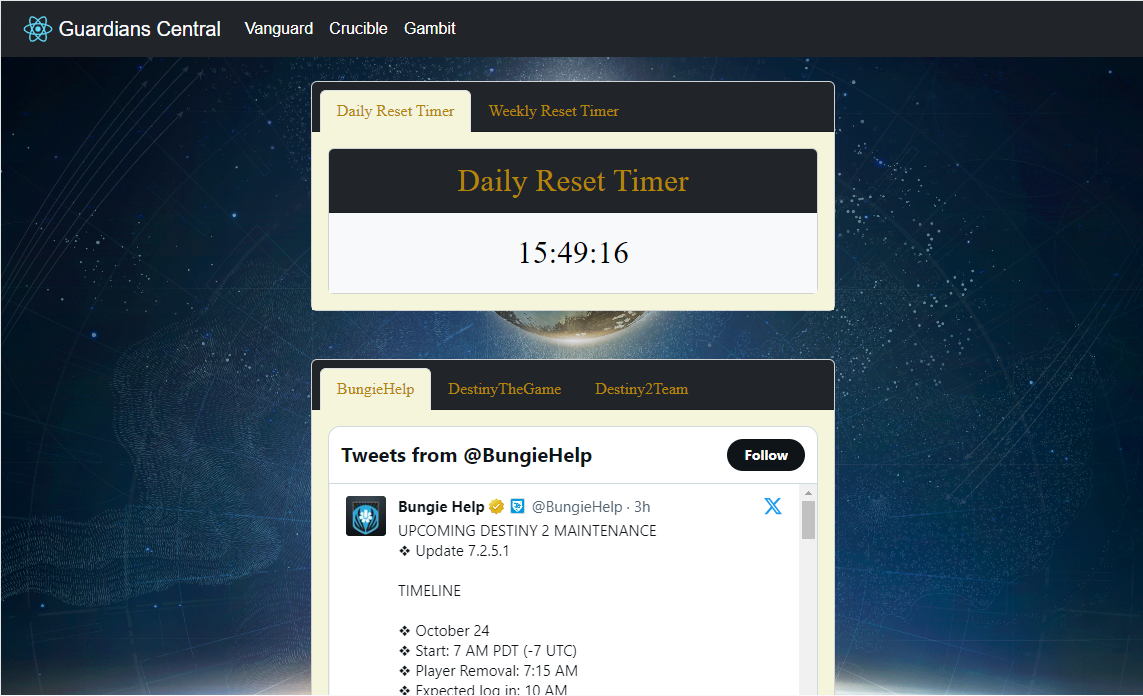 Guardians Central Vanguard Crucible Gambit
Daily Reset Timer Weekly Reset Timer
Daily Reset Timer
15:49:16
BungieHelp DestinyTheGame Destiny2Team
Tweets from @BungieHelp Follow
Bungie Help @BungieHelp · 3h
UPCOMING DESTINY 2 MAINTENANCE
❖ Update 7.2.5.1
TIMELINE
❖ October 24
❖ Start: 7 AM PDT (-7 UTC)
❖ Player Removal: 7:15 AM
❖ Expected log in: 10 AM